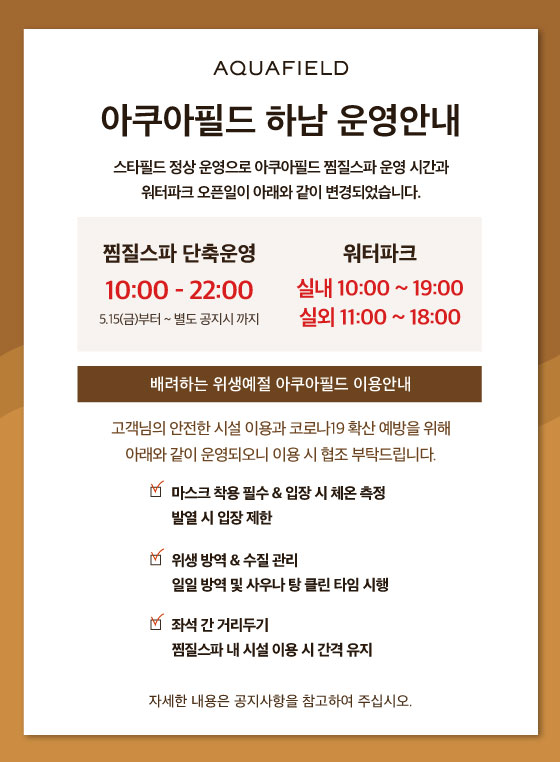 AQUAFIELD
아쿠아필드 하남 운영안내
스타필드 정상 운영으로 아쿠아필드 찜질스파 운영 시간과
워터파크 오픈일이 아래와 같이 변경되었습니다.
찜질스파 단축운영
10:00 - 22:00
5.15(금)부터 ~ 별도 공지시 까지
워터파크
실내 10:00 ~ 19:00
실외 11:00 ~ 18:00
배려하는 위생예절 아쿠아필드 이용안내
고객님의 안전한 시설 이용과 코로나19 확산 예방을 위해
아래와 같이 운영되오니 이용 시 협조 부탁드립니다.
마스크 착용 필수 & 입장 시 체온 측정
발열 시 입장 제한
위생 방역 & 수질 관리
일일 방역 및 사우나 탕 클린 타임 시행
좌석 간 거리두기
찜질스파 내 시설 이용 시 간격 유지
자세한 내용은 공지사항을 참고하여 주십시오.